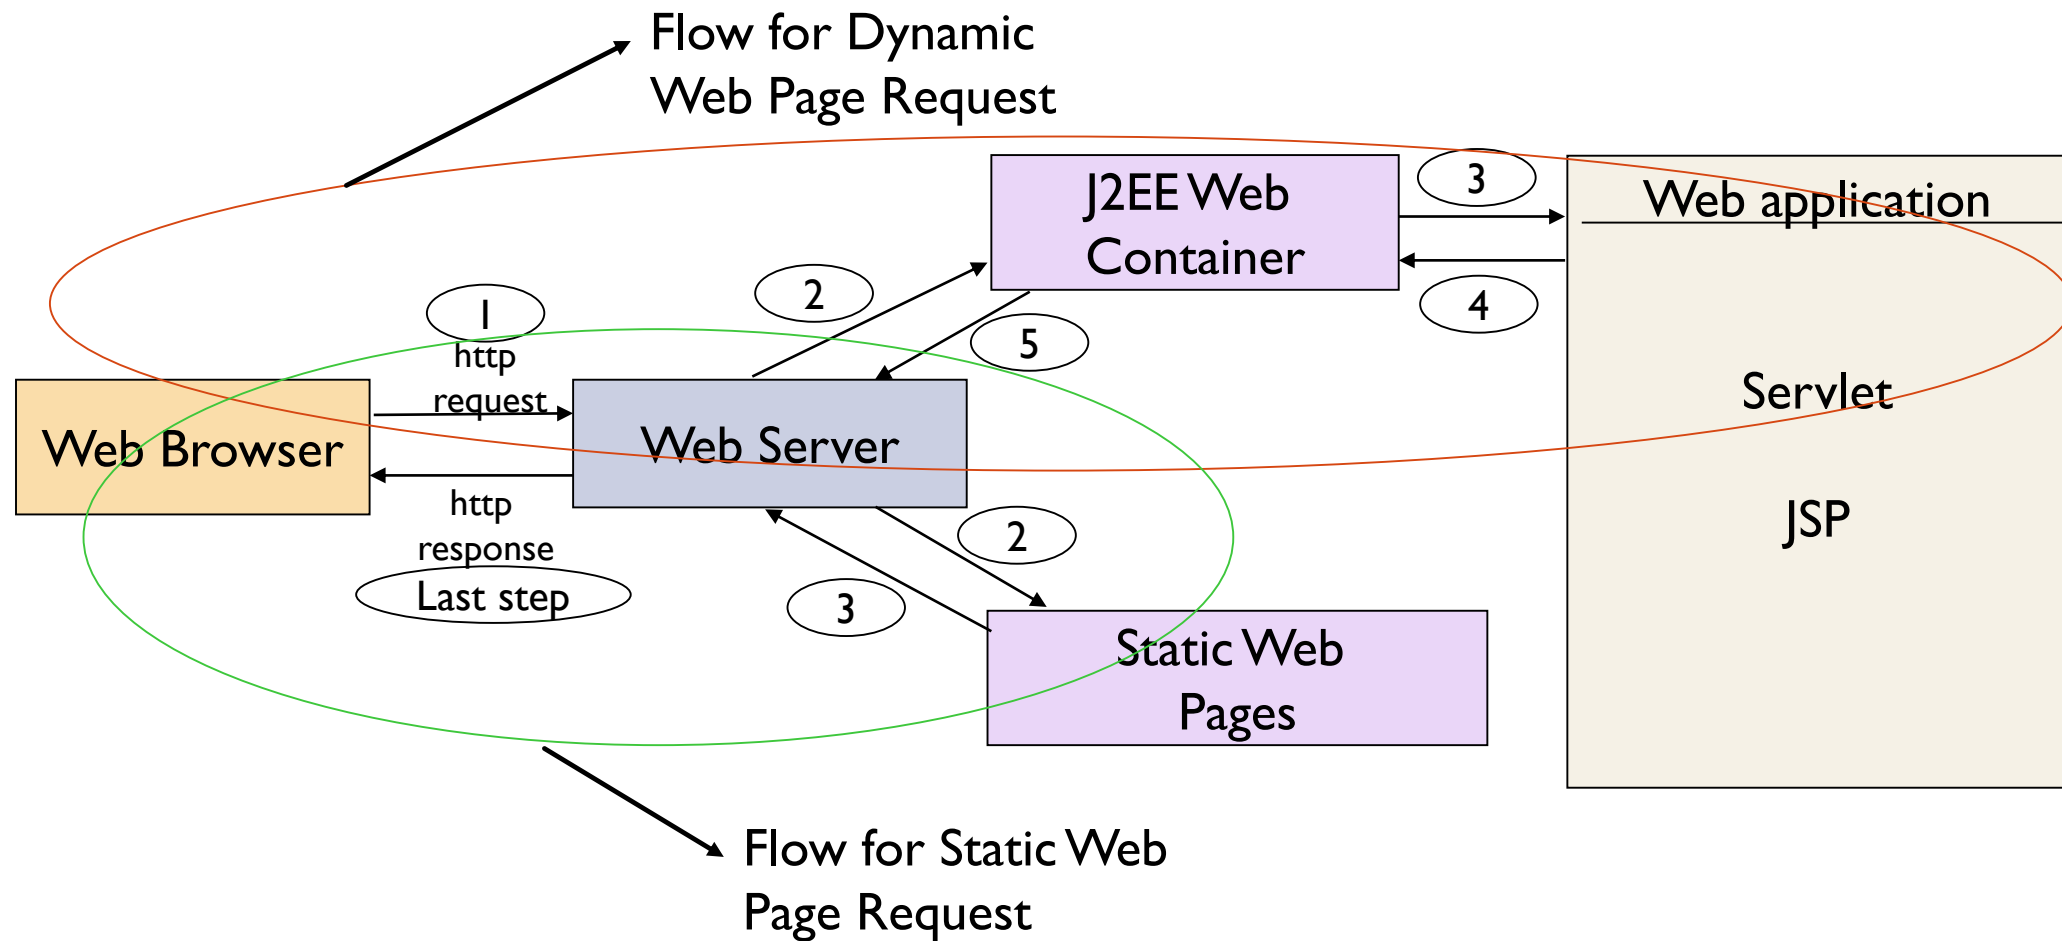 Flow for Dynamic
Web Page Request
J2EE Web
Container
3
Web application
4
2
5
1
http
request
Web Browser
Web Server
http
response
Last step
Servlet
JSP
2
3
Static Web
Pages
Flow for Static Web
Page Request